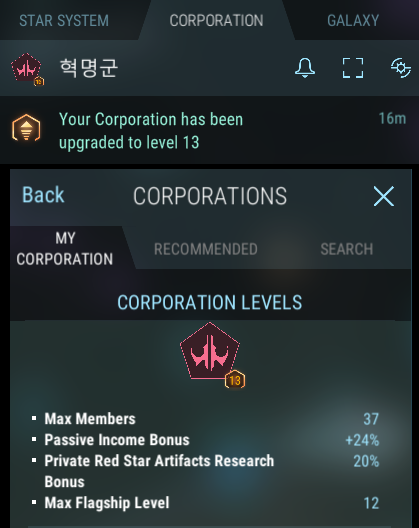 STAR SYSTEM CORPORATION GALAXY
혁명군
Your Corporation has been 16m
upgraded to level 13
Back CORPORATIONS
MY
CORPORATION RECOMMENDED SEARCH
CORPORATION LEVELS
13
Max Members 37
Passive Income Bonus +24%
Private Red Star Artifacts Research 20%
Bonus
Max Flagship Level 12